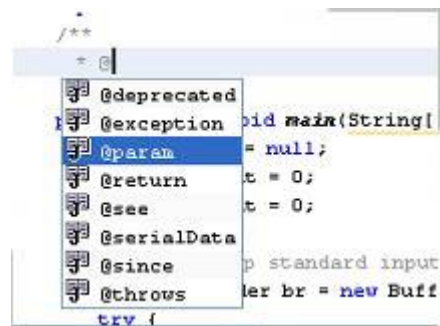 /**
* @
@deprecated
@exception oid main(String[
@param = null;
@return t = 0;
@see t = 0;
@serialData
@since p standard input
@throws der br = new Buff
try {